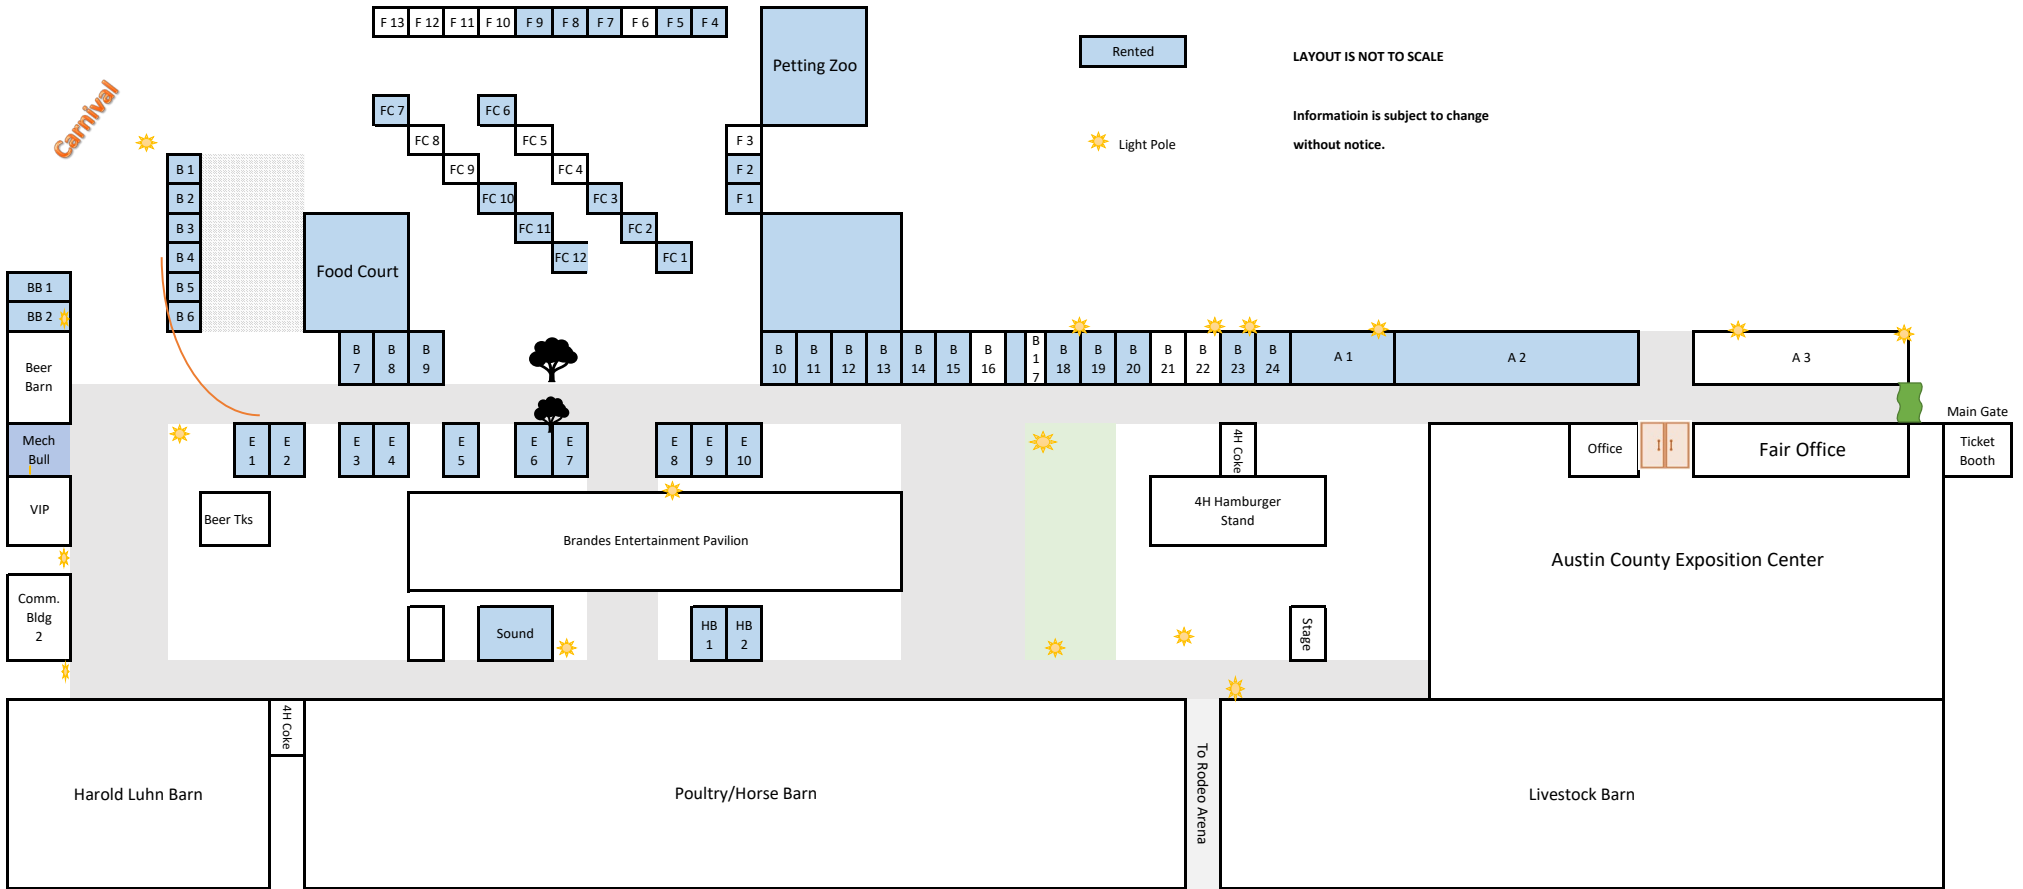 F 13 F 12 F 11 F 10 F 9 F 8 F 7 F 6 F 5 F 4
Petting Zoo
Rented
LAYOUT IS NOT TO SCALE
Carnival
FC 7 FC 6
Informatioin is subject to change
without notice.
Light Pole
FC 8 FC 5 F 3
B 1 FC 9 FC 4 F 2
B 2 FC 10 FC 3 F 1
B 3 FC 11 FC 2
B 4 FC 12 FC 1
Food Court
BB 1 B 5
BB 2 B 6
Beer
Barn
B
7
B
8
B
9
B
10
B
11
B
12
B
13
B
14
B
15
B
16
B
1
7
B
18
B
19
B
20
B
21
B
22
B
23
B
24
A 1
A 2
A 3
Main Gate
Mech
Bull
E
1
E
2
E
3
E
4
E
5
E
6
E
7
E
8
E
9
E
10
4H Coke
Office
Fair Office
Ticket
Booth
VIP
Beer Tks
4H Hamburger
Stand
Brandes Entertainment Pavilion
Austin County Exposition Center
Comm.
Bldg
2
Sound
HB
1
HB
2
Stage
4H Coke
Harold Luhn Barn
Poultry/Horse Barn
To Rodeo Arena
Livestock Barn